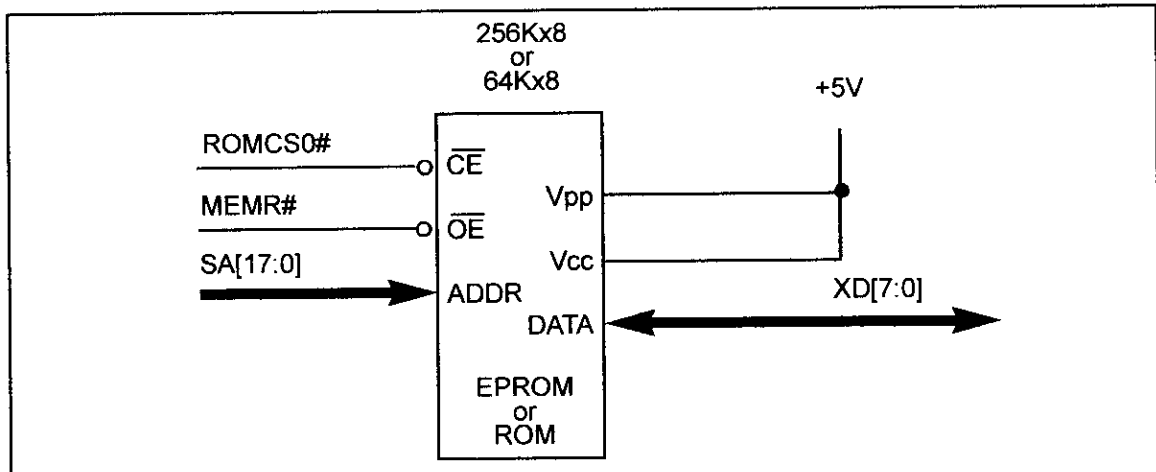 256Kx8
or
64Kx8
+5V
ROMCS0#
CE
MEMR#
OE
Vpp
SA[17:0]
Vcc
ADDR
XD[7:0]
DATA
EPROM
or
ROM